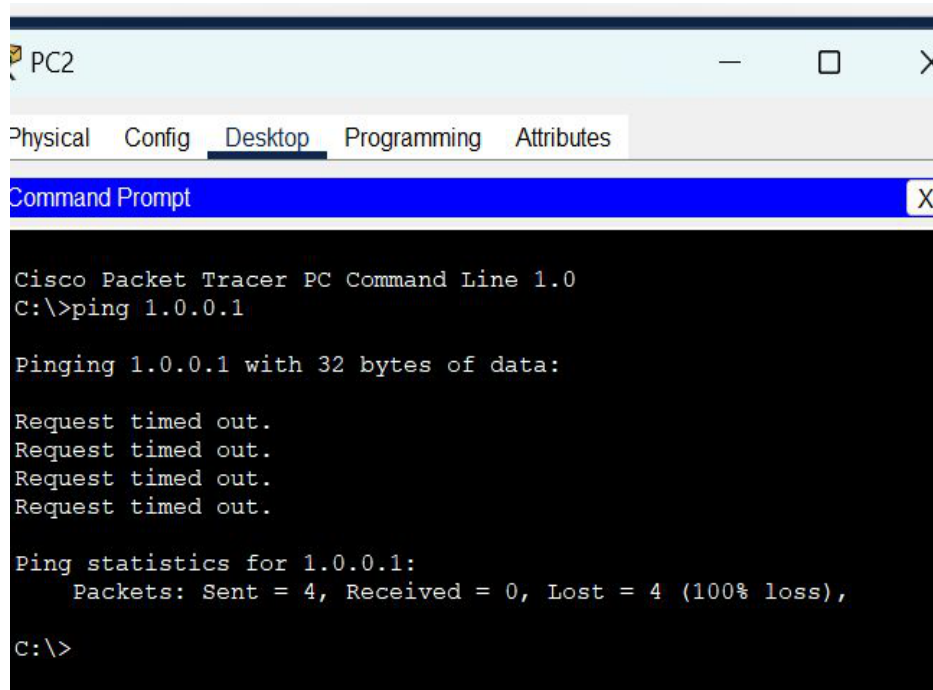 PC2
Physical Config Desktop Programming Attributes
Command Prompt X
Cisco Packet Tracer PC Command Line 1.0
C:\>ping 1.0.0.1
Pinging 1.0.0.1 with 32 bytes of data:
Request timed out.
Request timed out.
Request timed out.
Request timed out.
Ping statistics for 1.0.0.1:
Packets: Sent = 4, Received = 0, Lost = 4 (100% loss),
C:\>